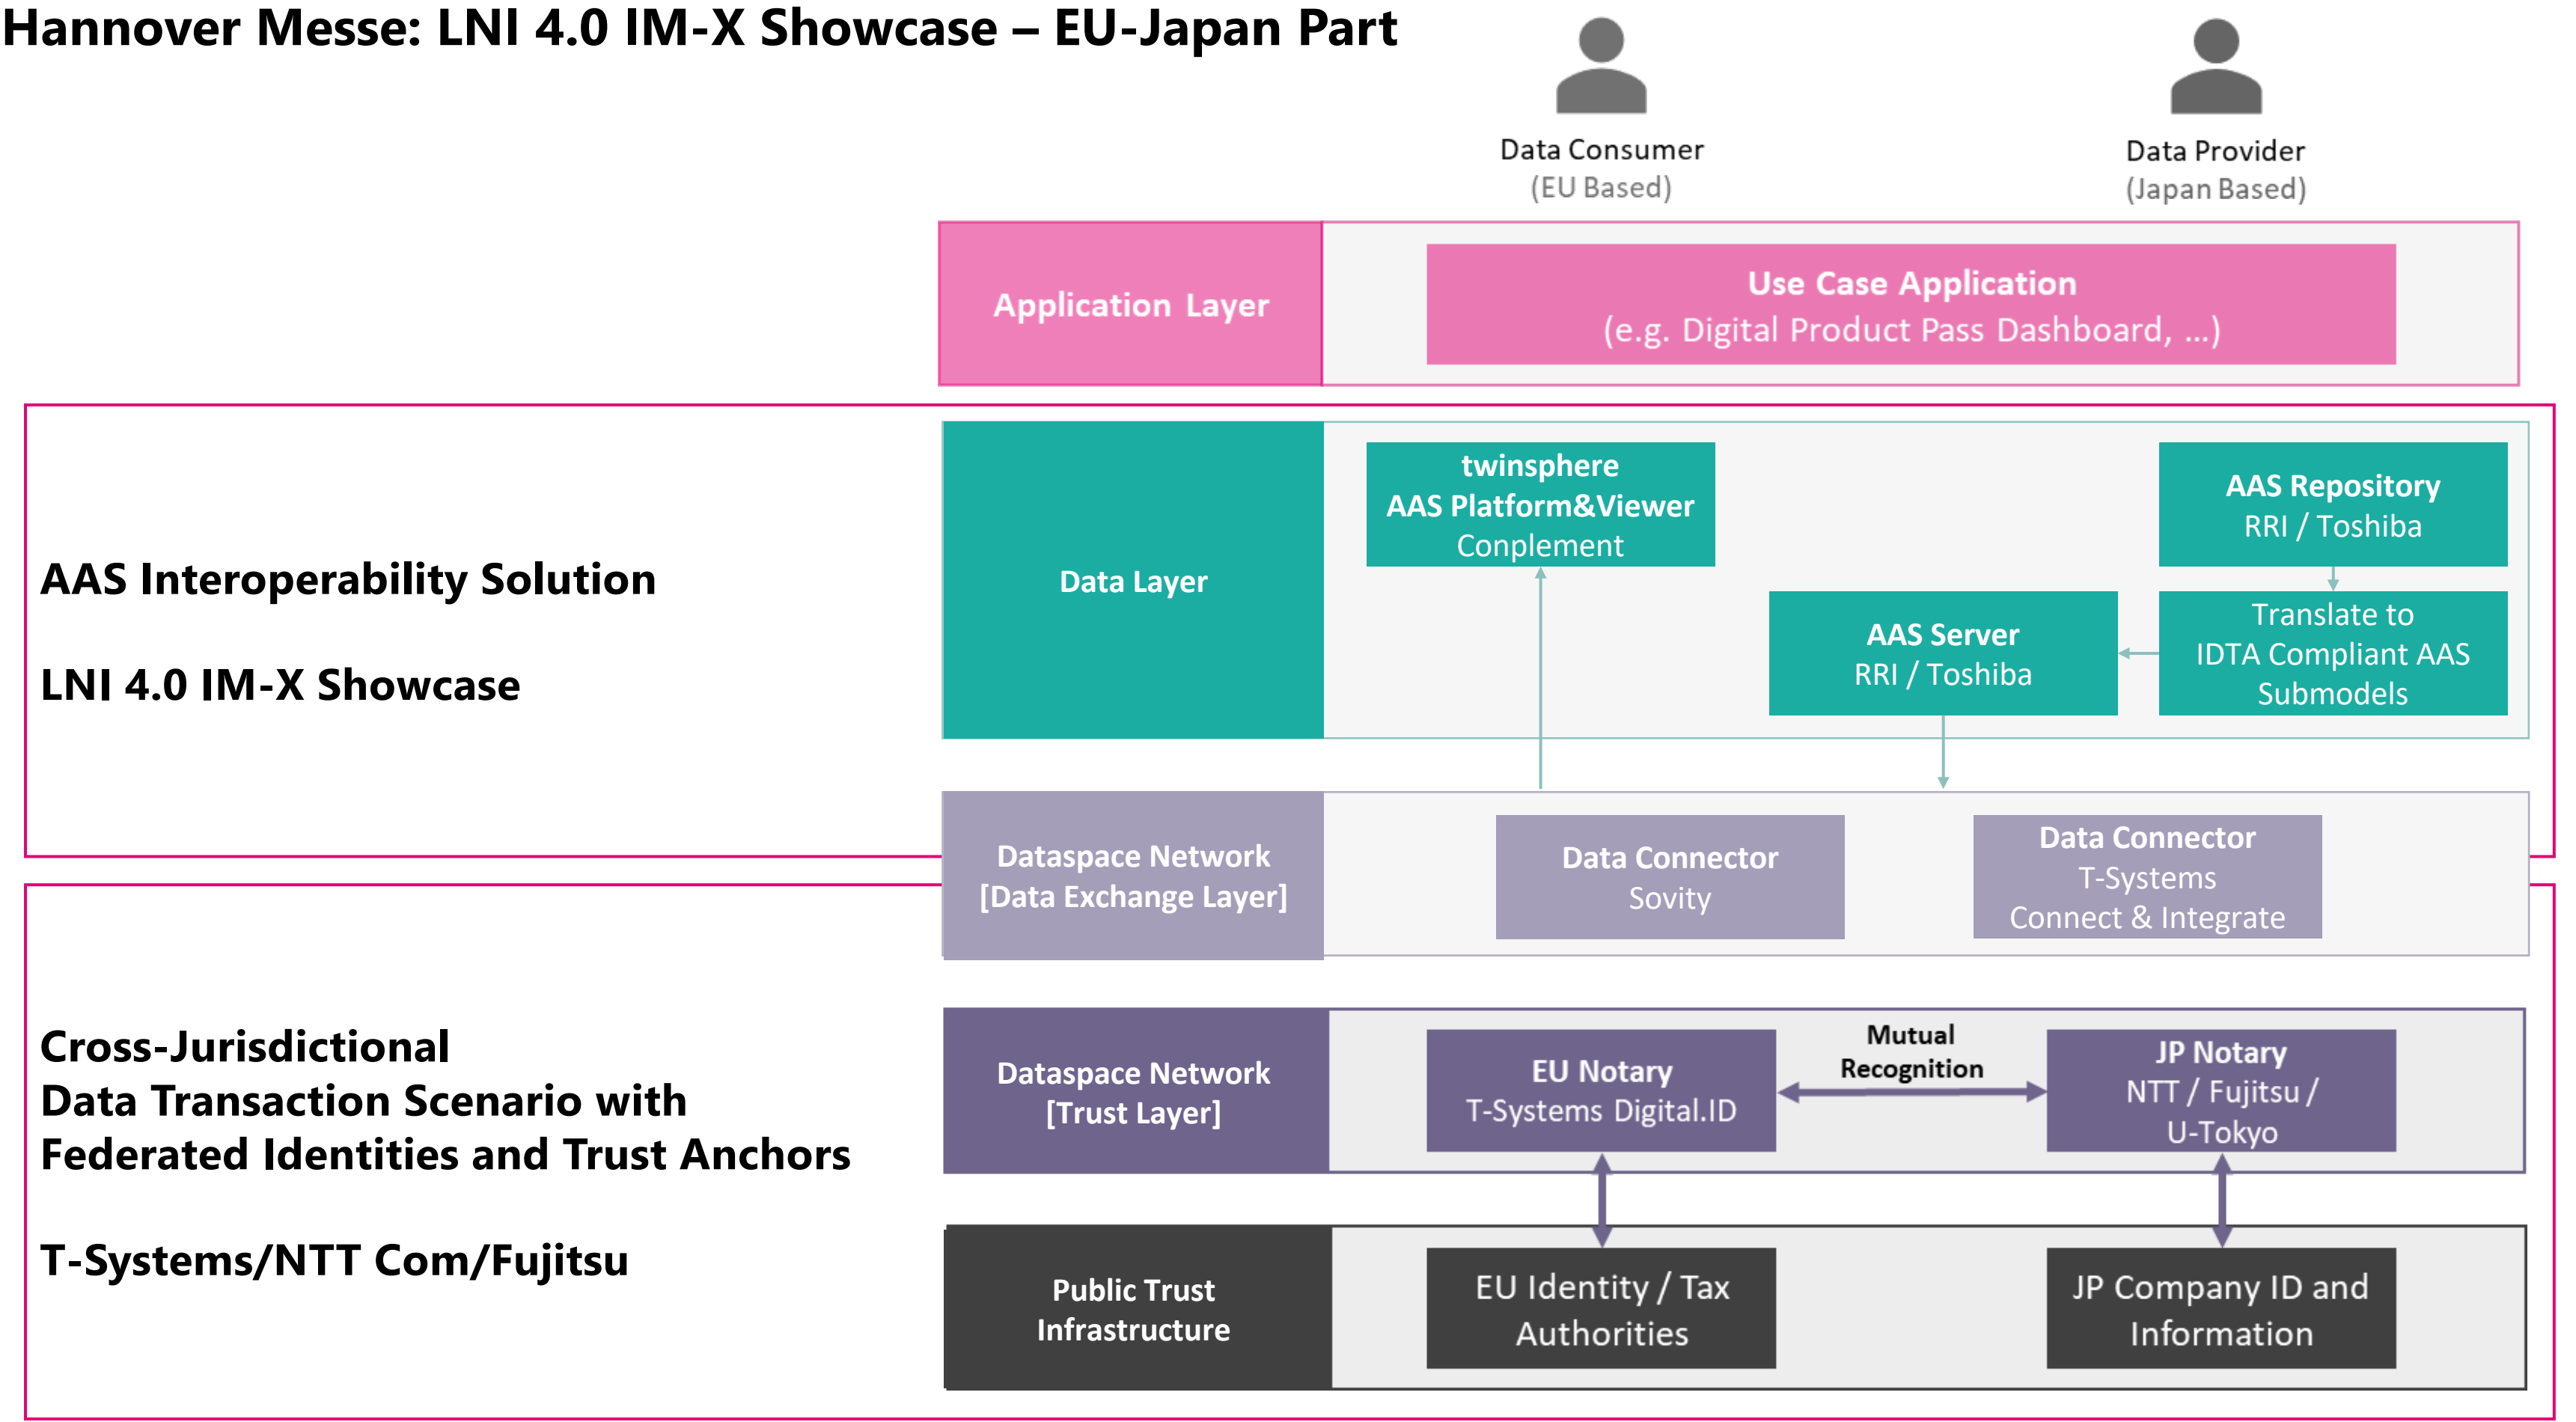 Hannover Messe: LNI 4.0 IM-X Showcase – EU-Japan Part
Data Consumer
(EU Based)
Data Provider
(Japan Based)
Application Layer
Use Case Application
(e.g. Digital Product Pass Dashboard, ...)
AAS Interoperability Solution
LNI 4.0 IM-X Showcase
Data Layer
twinsphere
AAS Platform&Viewer
Conplement
AAS Repository
RRI / Toshiba
AAS Server
RRI / Toshiba
Translate to
IDTA Compliant AAS
Submodels
Dataspace Network
[Data Exchange Layer]
Data Connector
Sovity
Data Connector
T-Systems
Connect & Integrate
Cross-Jurisdictional
Data Transaction Scenario with
Federated Identities and Trust Anchors
T-Systems/NTT Com/Fujitsu
Dataspace Network
[Trust Layer]
EU Notary
T-Systems Digital.ID
Mutual
Recognition
JP Notary
NTT / Fujitsu /
U-Tokyo
Public Trust
Infrastructure
EU Identity / Tax
Authorities
JP Company ID and
Information